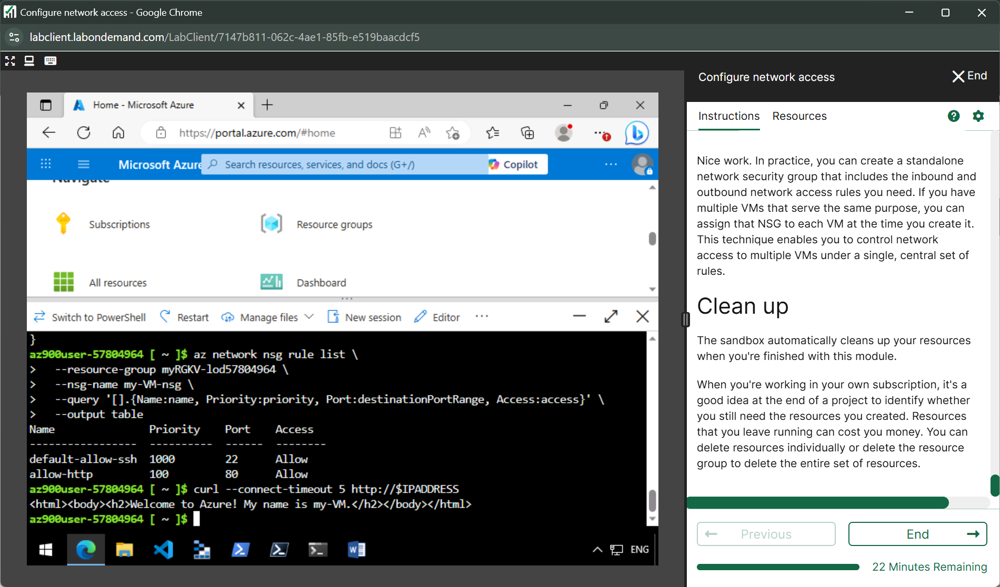 Configure network access - Google Chrome
labclient.labondemand.com/LabClient/7147b811-062c-4ae1-85fb-e519baacdcf5
Home - Microsoft Azure
https://portal.azure.com/#home
Microsoft Azure
Search resources, services, and docs (G+/)
Copilot
Navigate
Subscriptions
Resource groups
All resources
Dashboard
Switch to PowerShell
Restart
Manage files
New session
Editor
}
az900user-57804964 [ ~ ]$ az network nsg rule list \
>   --resource-group myRGKV-lod57804964 \
>   --nsg-name my-VM-nsg \
>   --query '[].{Name:name, Priority:priority, Port:destinationPortRange, Access:access}' \
>   --output table
Name               Priority    Port    Access
-----------------  ----------  ------  --------
default-allow-ssh  1000        22      Allow
allow-http         100         80      Allow
az900user-57804964 [ ~ ]$ curl --connect-timeout 5 http://$IPADDRESS
<html><body><h2>Welcome to Azure! My name is my-VM.</h2></body></html>
az900user-57804964 [ ~ ]$
ENG
Configure network access
End
Instructions
Resources
Nice work. In practice, you can create a standalone
network security group that includes the inbound and
outbound network access rules you need. If you have
multiple VMs that serve the same purpose, you can
assign that NSG to each VM at the time you create it.
This technique enables you to control network
access to multiple VMs under a single, central set of
rules.
Clean up
The sandbox automatically cleans up your resources
when you're finished with this module.
When you're working in your own subscription, it's a
good idea at the end of a project to identify whether
you still need the resources you created. Resources
that you leave running can cost you money. You can
delete resources individually or delete the resource
group to delete the entire set of resources.
Previous
End
22 Minutes Remaining